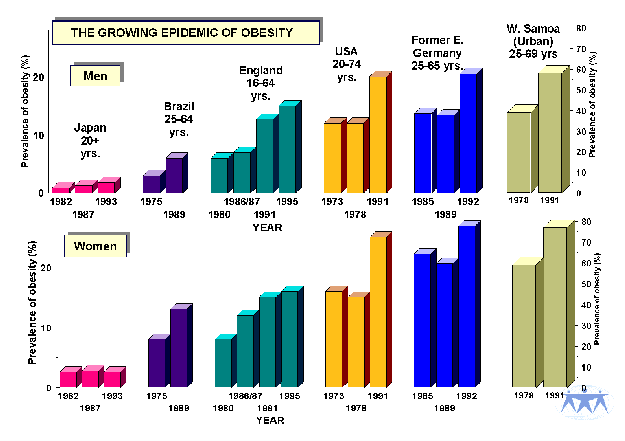 THE GROWING EPIDEMIC OF OBESITY
Men
Prevalence of obesity (%)
20
10
0
Japan
20+
yrs.
Brazil
25-64
yrs.
England
16-64
yrs.
USA
20-74
yrs.
Former E.
Germany
25-65 yrs.
W. Samoa
(Urban)
25-69 yrs
80
70
60
50
40
30
20
10
0
Prevalence of obesity (%)
1982 1993 1975 1986/87 1995 1973 1991 1985 1992 1978 1991
1987 1989 1980 1991 1978 1989
YEAR
Women
Prevalence of obesity (%)
20
10
0
80
70
60
50
40
30
20
10
0
Prevalence of obesity (%)
1982 1993 1975 1986/87 1995 1973 1991 1985 1992 1978 1991
1987 1989 1980 1991 1978 1989
YEAR